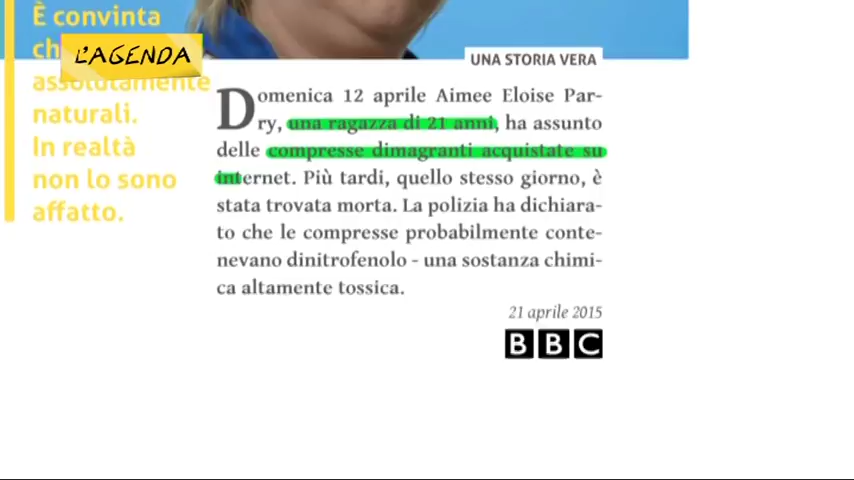 È convinta
ch
L'AGENDA
assolutamente
naturali.
In realtà
non lo sono
affatto.
UNA STORIA VERA
Domenica 12 aprile Aimee Eloise Par-
ry, una ragazza di 21 anni, ha assunto
delle compresse dimagranti acquistate su
internet. Più tardi, quello stesso giorno, è
stata trovata morta. La polizia ha dichiara-
to che le compresse probabilmente conte-
nevano dinitrofenolo - una sostanza chimi-
ca altamente tossica.
21 aprile 2015
BBC